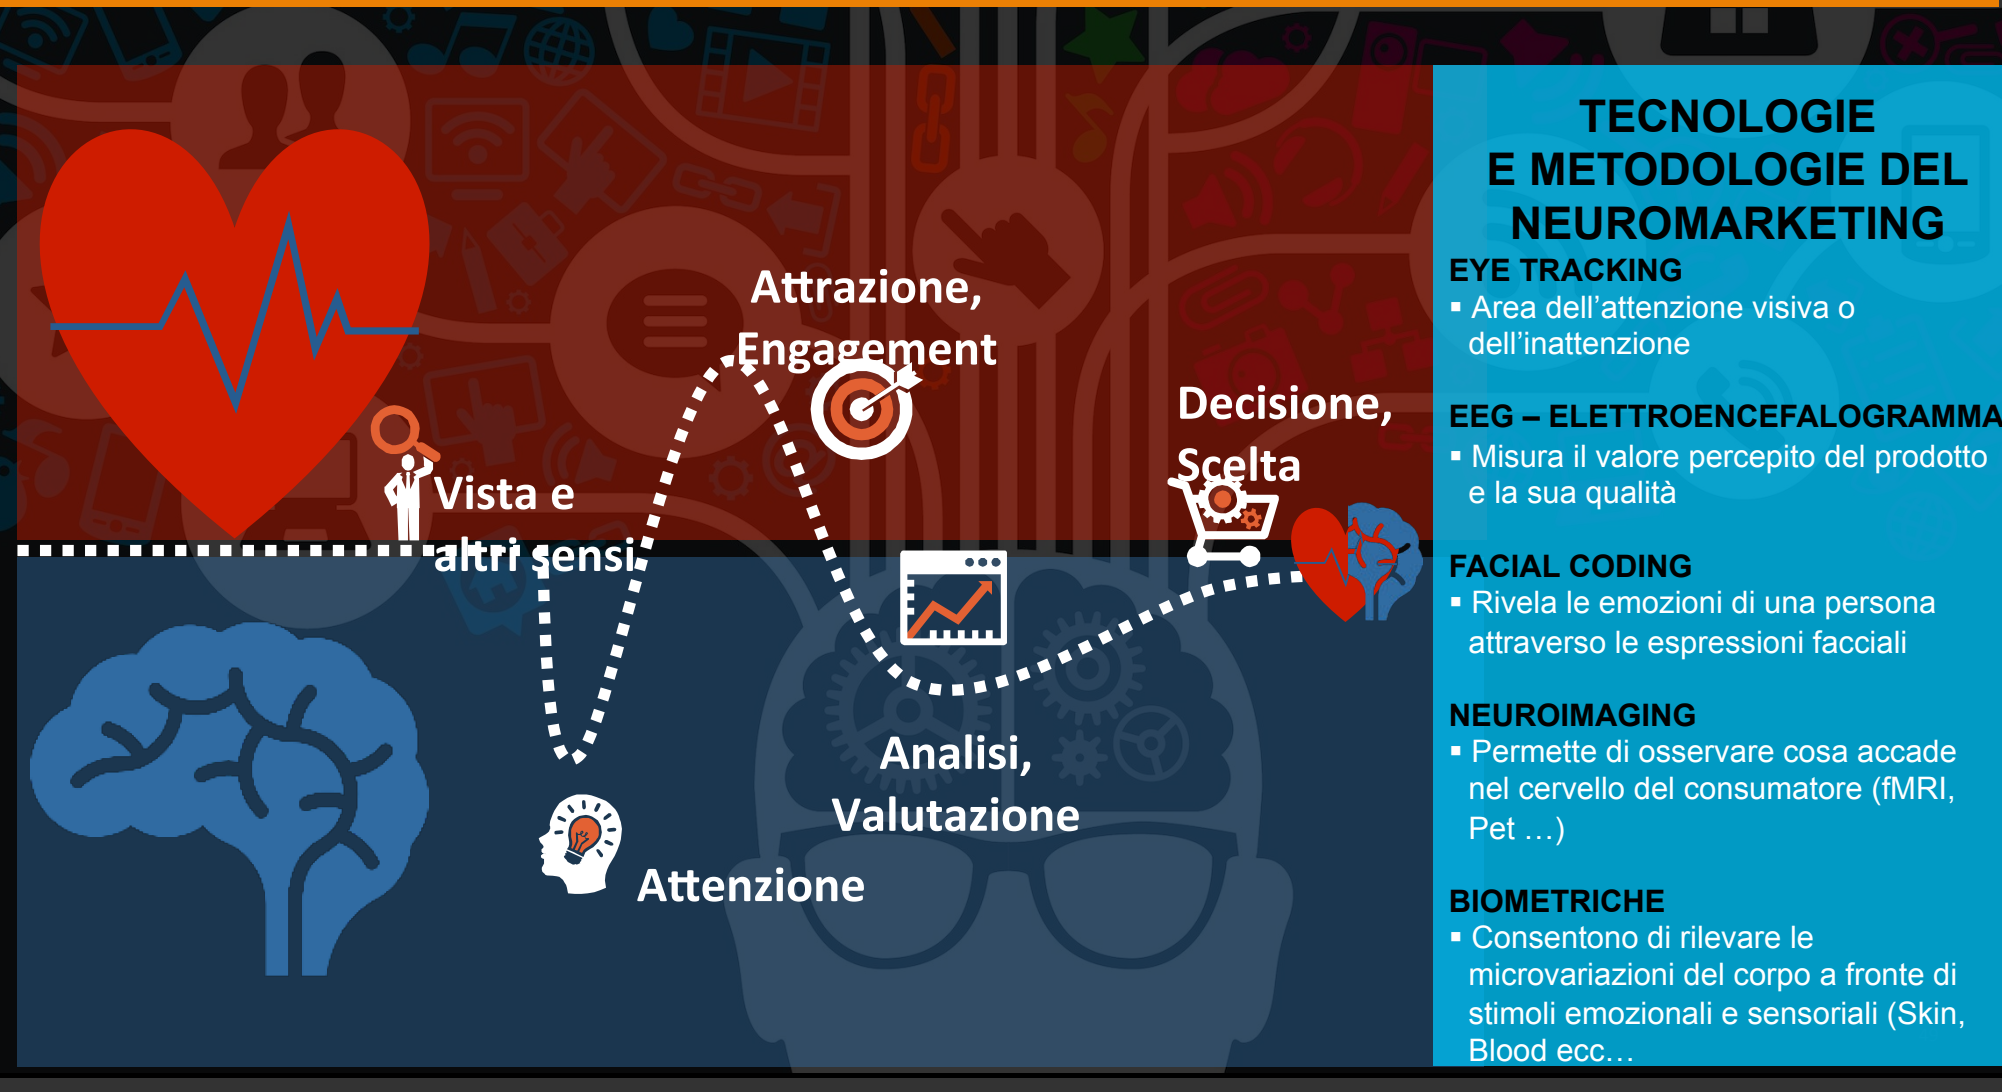 Attrazione,
Engagement
Decisione,
Scelta
Vista e
altri sensi
Analisi,
Valutazione
Attenzione
TECNOLOGIE
E METODOLOGIE DEL
NEUROMARKETING
EYE TRACKING
▪ Area dell’attenzione visiva o
dell’inattenzione
EEG – ELETTROENCEFALOGRAMMA
▪ Misura il valore percepito del prodotto
e la sua qualità
FACIAL CODING
▪ Rivela le emozioni di una persona
attraverso le espressioni facciali
NEUROIMAGING
▪ Permette di osservare cosa accade
nel cervello del consumatore (fMRI,
Pet …)
BIOMETRICHE
▪ Consentono di rilevare le
microvariazioni del corpo a fronte di
stimoli emozionali e sensoriali (Skin,
Blood ecc…